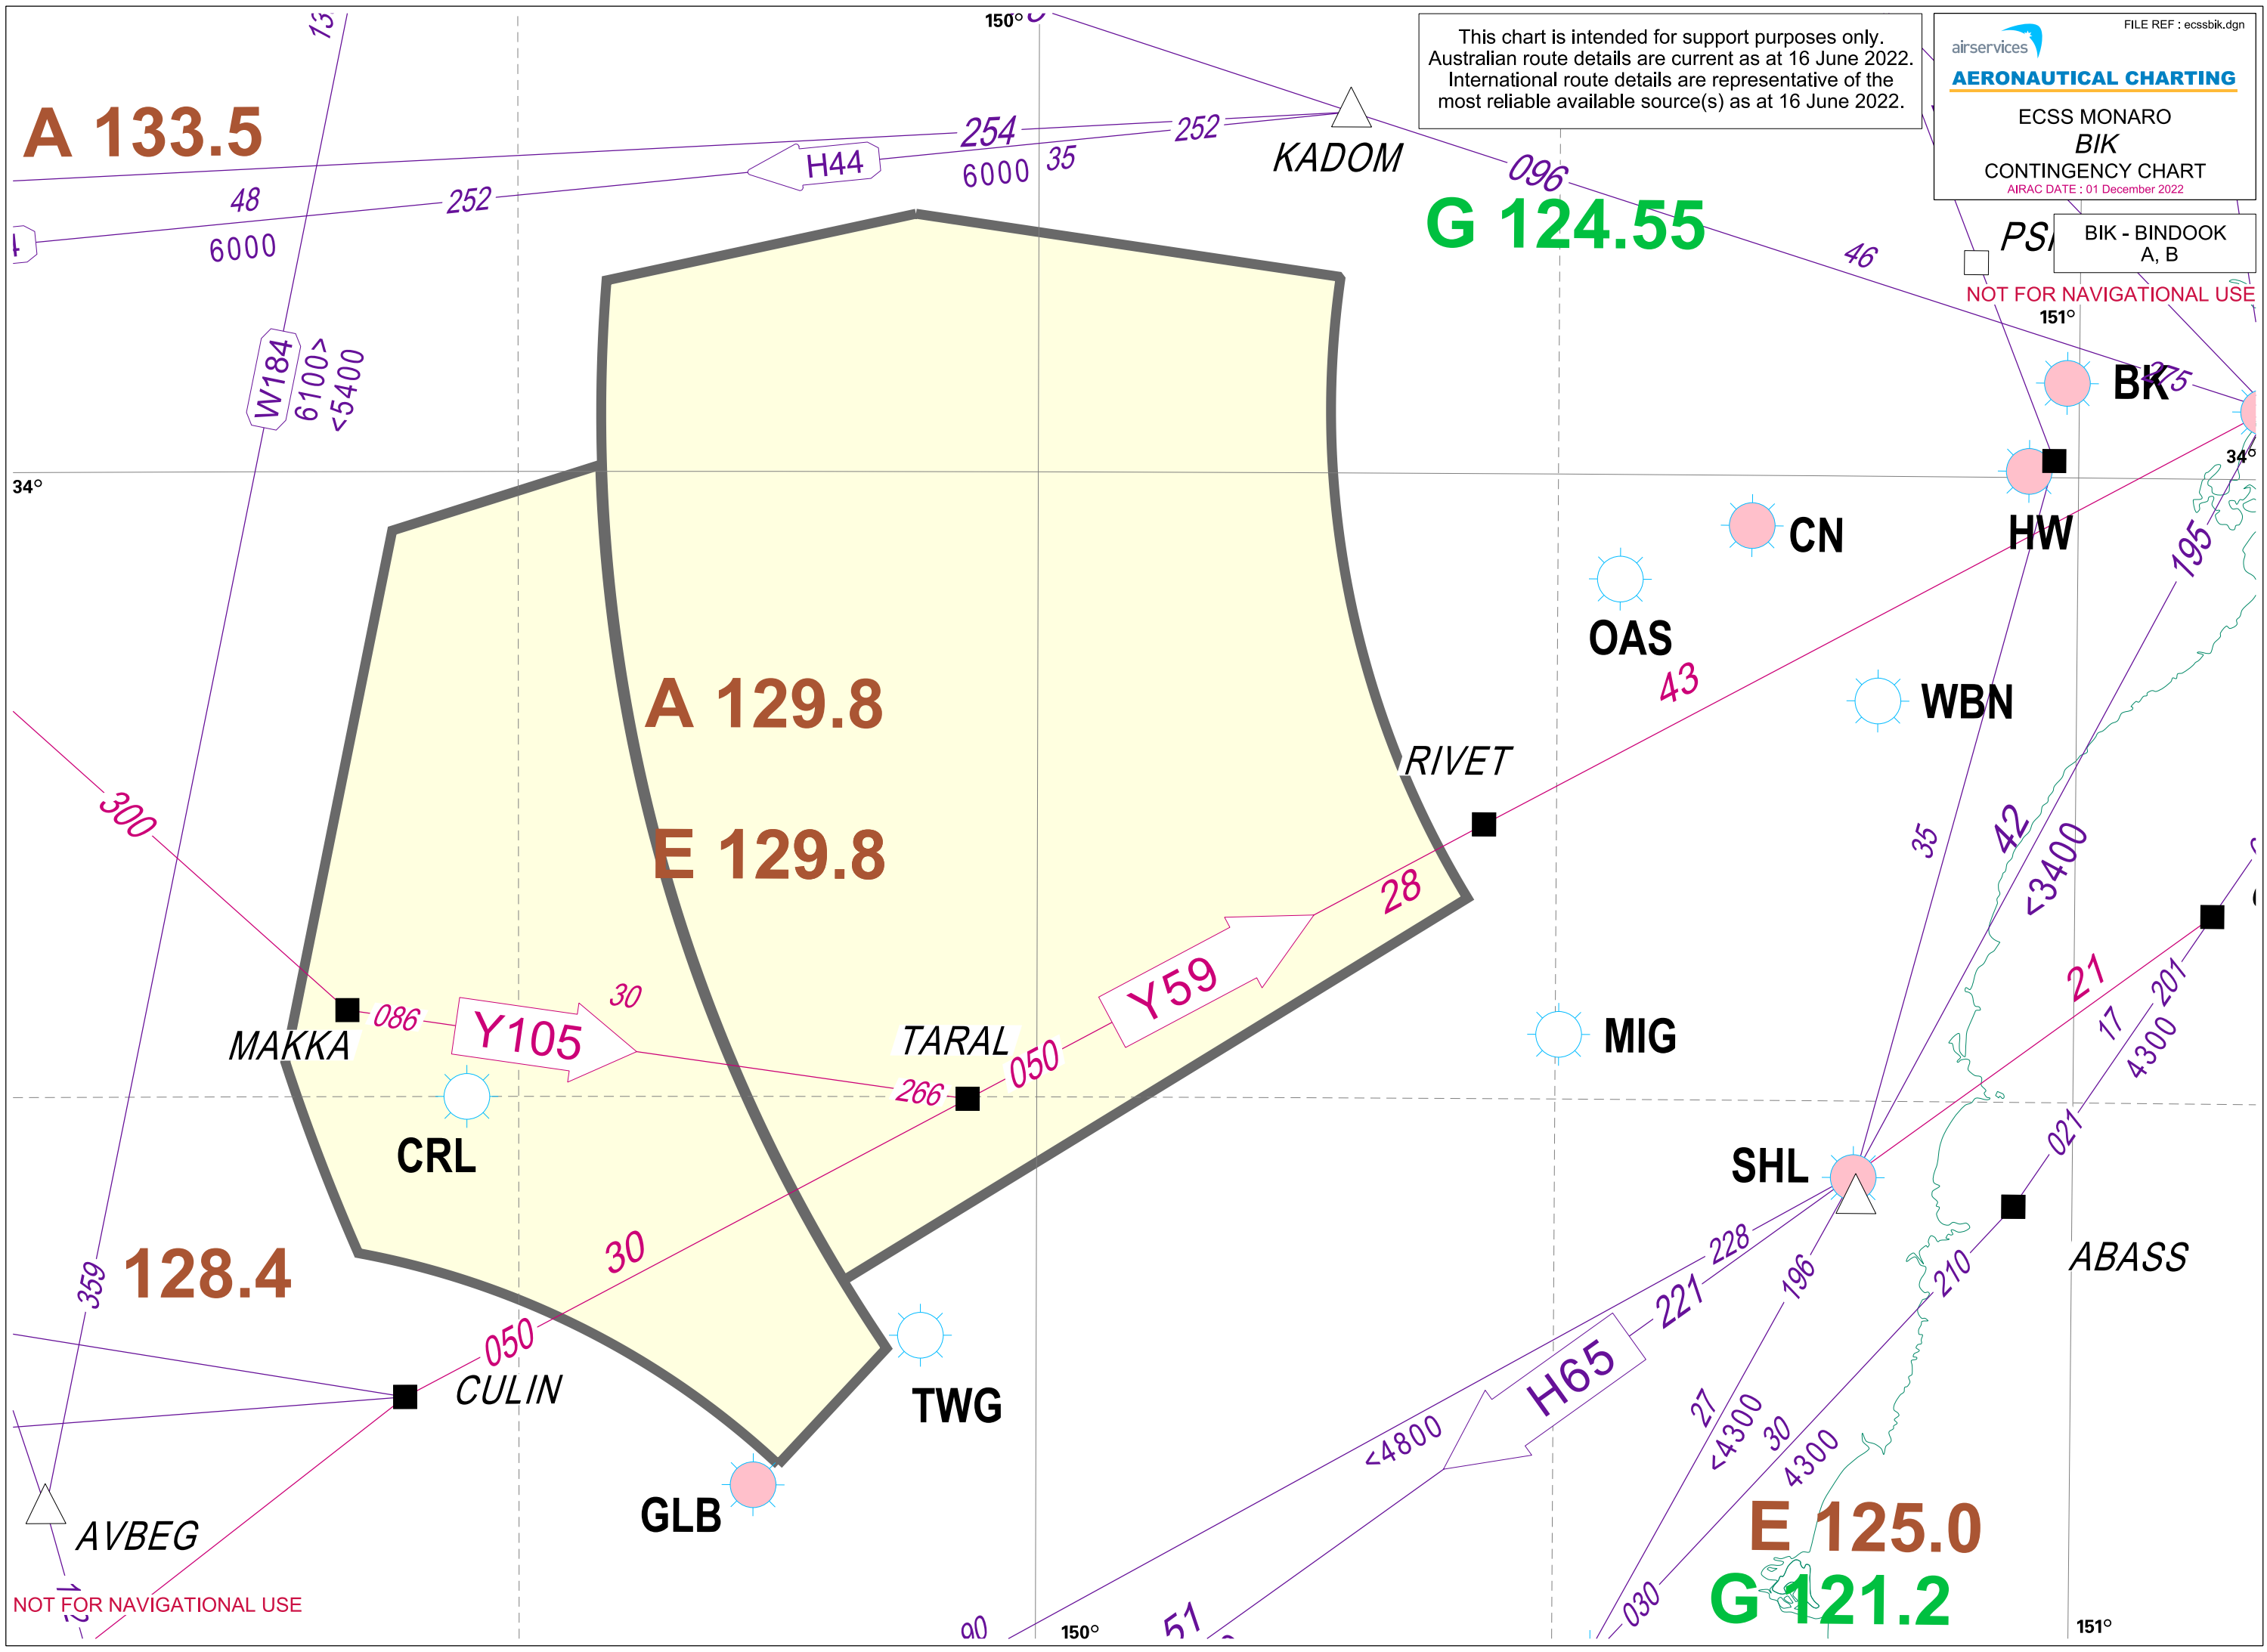 150°
This chart is intended for support purposes only.
Australian route details are current as at 16 June 2022.
International route details are representative of the
most reliable available source(s) as at 16 June 2022.
FILE REF : ecssbik.dgn
airservices
AERONAUTICAL CHARTING
ECSS MONARO
BIK
CONTINGENCY CHART
AIRAC DATE : 01 December 2022
BIK - BINDOOK
A, B
NOT FOR NAVIGATIONAL USE
151°
A 133.5
254
252
H44
6000 35
KADOM
096
G 124.55
48
252
6000
46
W184
6100>
<5400
BK
275
34°
34°
CN
HW
195
OAS
43
WBN
A 129.8
RIVET
E 129.8
300
28
35
42
<3400
Y59
MAKKA
086
Y105
30
TARAL
050
266
MIG
21
17
201
4300
021
CRL
SHL
ABASS
128.4
359
30
050
CULIN
TWG
228
221
196
210
H65
<4800
27
<4300
30
4300
GLB
AVBEG
E 125.0
G 121.2
030
51
90
150°
151°
NOT FOR NAVIGATIONAL USE